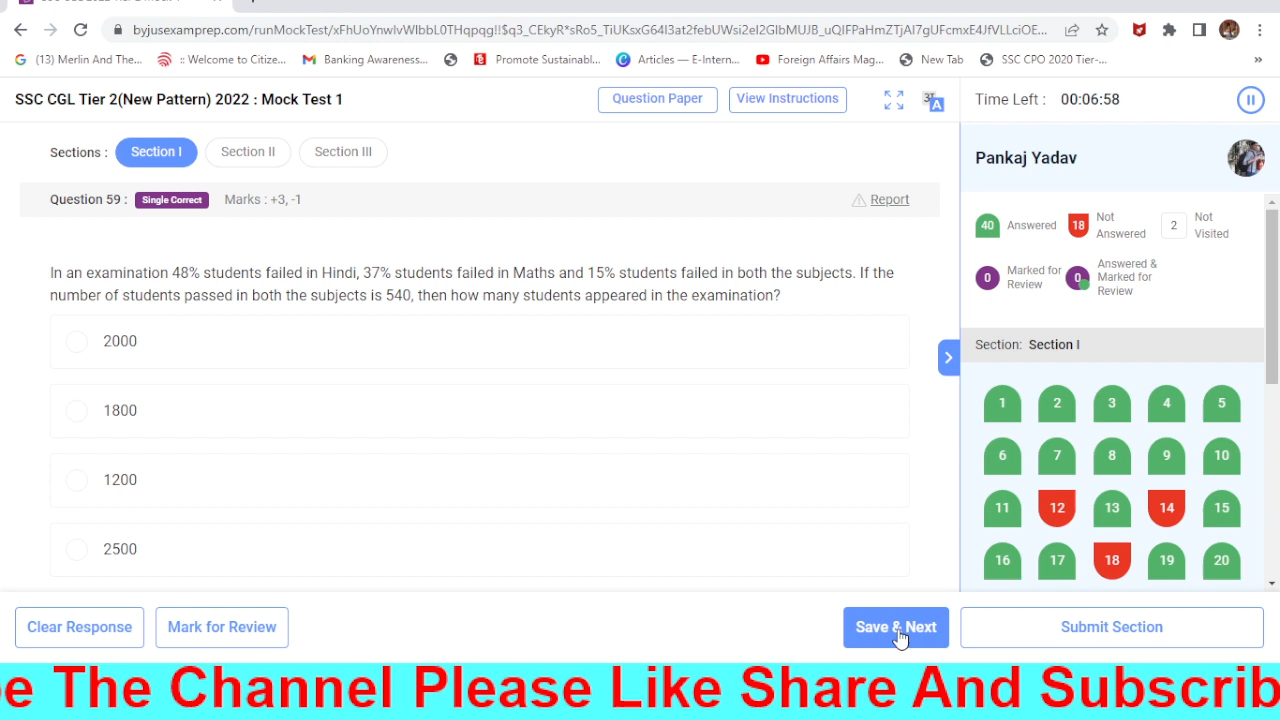 byjusexamprep.com/runMockTest/xFhUoYnwIvWlbbL0THqpqg!!$q3_CFkyR*sRo5_TiUKsxG64I3at2febUWsi2eI2GIbMUJB_uQIFPaHmZTjAI7gUFcmxE4JfVLLciOE...
(13) Merlin And The...
:: Welcome to Citize...
Banking Awareness...
Promote Sustainabl...
Articles — E-Intern...
Foreign Affairs Mag...
New Tab
SSC CPO 2020 Tier-...
»
SSC CGL Tier 2(New Pattern) 2022 : Mock Test 1
Question Paper
View Instructions
Time Left : 00:06:58
Sections : Section I Section II Section III
Pankaj Yadav
Question 59 : Single Correct Marks : +3, -1
Report
40 Answered
18 Not Answered
2 Not Visited
0 Marked for Review
0 Answered & Marked for Review
In an examination 48% students failed in Hindi, 37% students failed in Maths and 15% students failed in both the subjects. If the
number of students passed in both the subjects is 540, then how many students appeared in the examination?
2000
1800
1200
2500
Section: Section I
1 2 3 4 5
6 7 8 9 10
11 12 13 14 15
16 17 18 19 20
Clear Response
Mark for Review
Save & Next
Submit Section
be The Channel Please Like Share And Subscrib